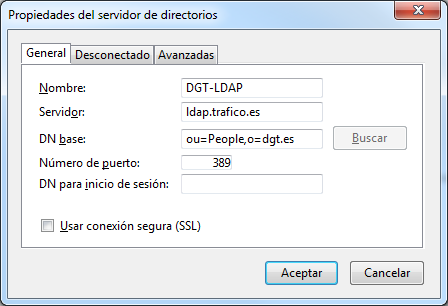 Propiedades del servidor de directorios
General Desconectado Avanzadas
Nombre: DGT-LDAP
Servidor: ldap.trafico.es
DN base: ou=People,o=dgt.es Buscar
Número de puerto: 389
DN para inicio de sesión:
Usar conexión segura (SSL)
Aceptar Cancelar